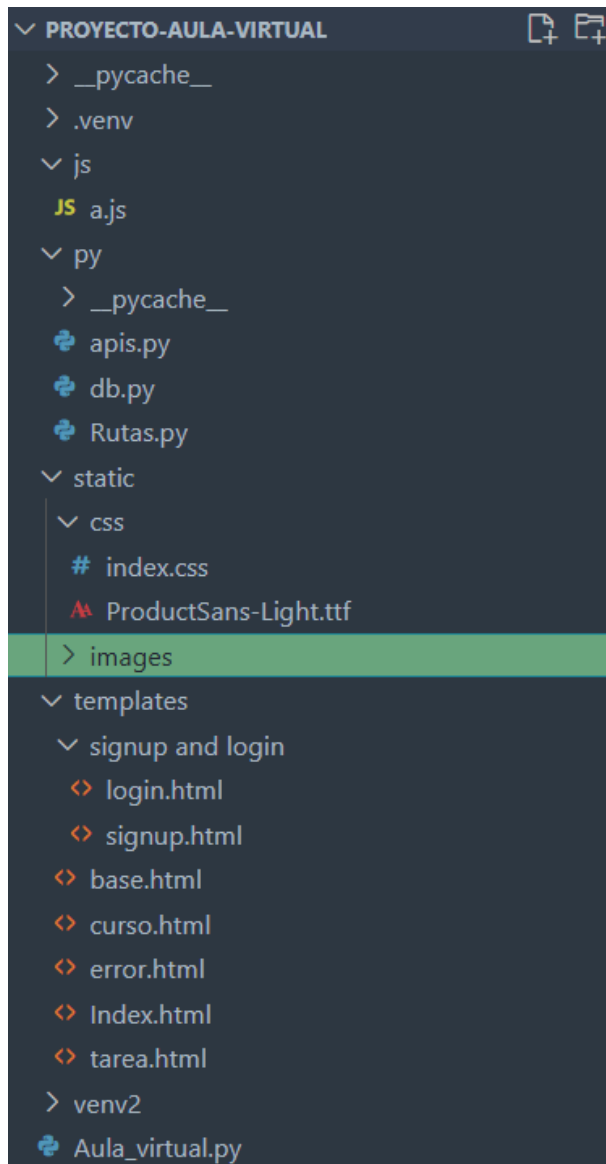 PROYECTO-AULA-VIRTUAL
__pycache__
.venv
js
JS a.js
py
__pycache__
apis.py
db.py
Rutas.py
static
css
# index.css
ProductSans-Light.ttf
images
templates
signup and login
<> login.html
<> signup.html
<> base.html
<> curso.html
<> error.html
<> Index.html
<> tarea.html
venv2
Aula_virtual.py